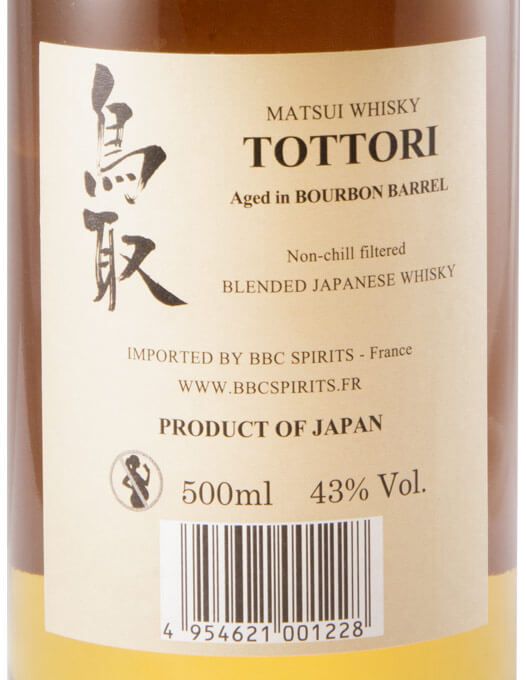 鳥取
MATSUI WHISKY
TOTTORI
Aged in BOURBON BARREL
Non-chill filtered
BLENDED JAPANESE WHISKY
IMPORTED BY BBC SPIRITS - France
WWW.BBCSPIRITS.FR
PRODUCT OF JAPAN
500ml 43% Vol.
4 954621 001228